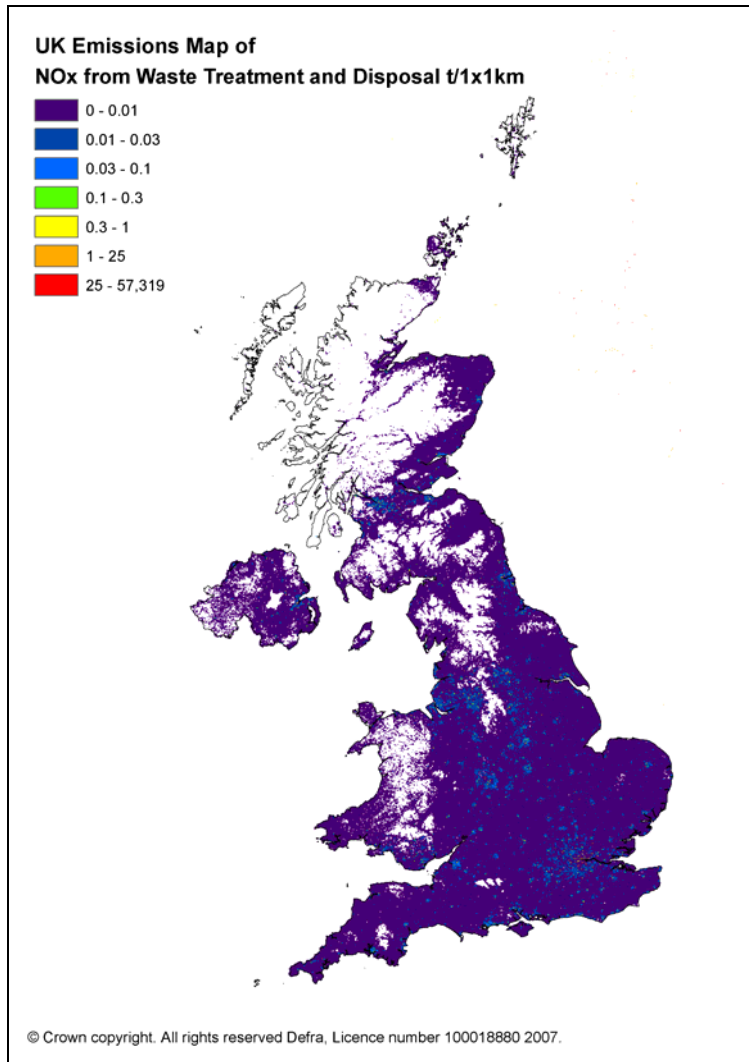 UK Emissions Map of
NOx from Waste Treatment and Disposal t/1x1km
0 - 0.01
0.01 - 0.03
0.03 - 0.1
0.1 - 0.3
0.3 - 1
1 - 25
25 - 57,319
© Crown copyright. All rights reserved Defra, Licence number 100018880 2007.